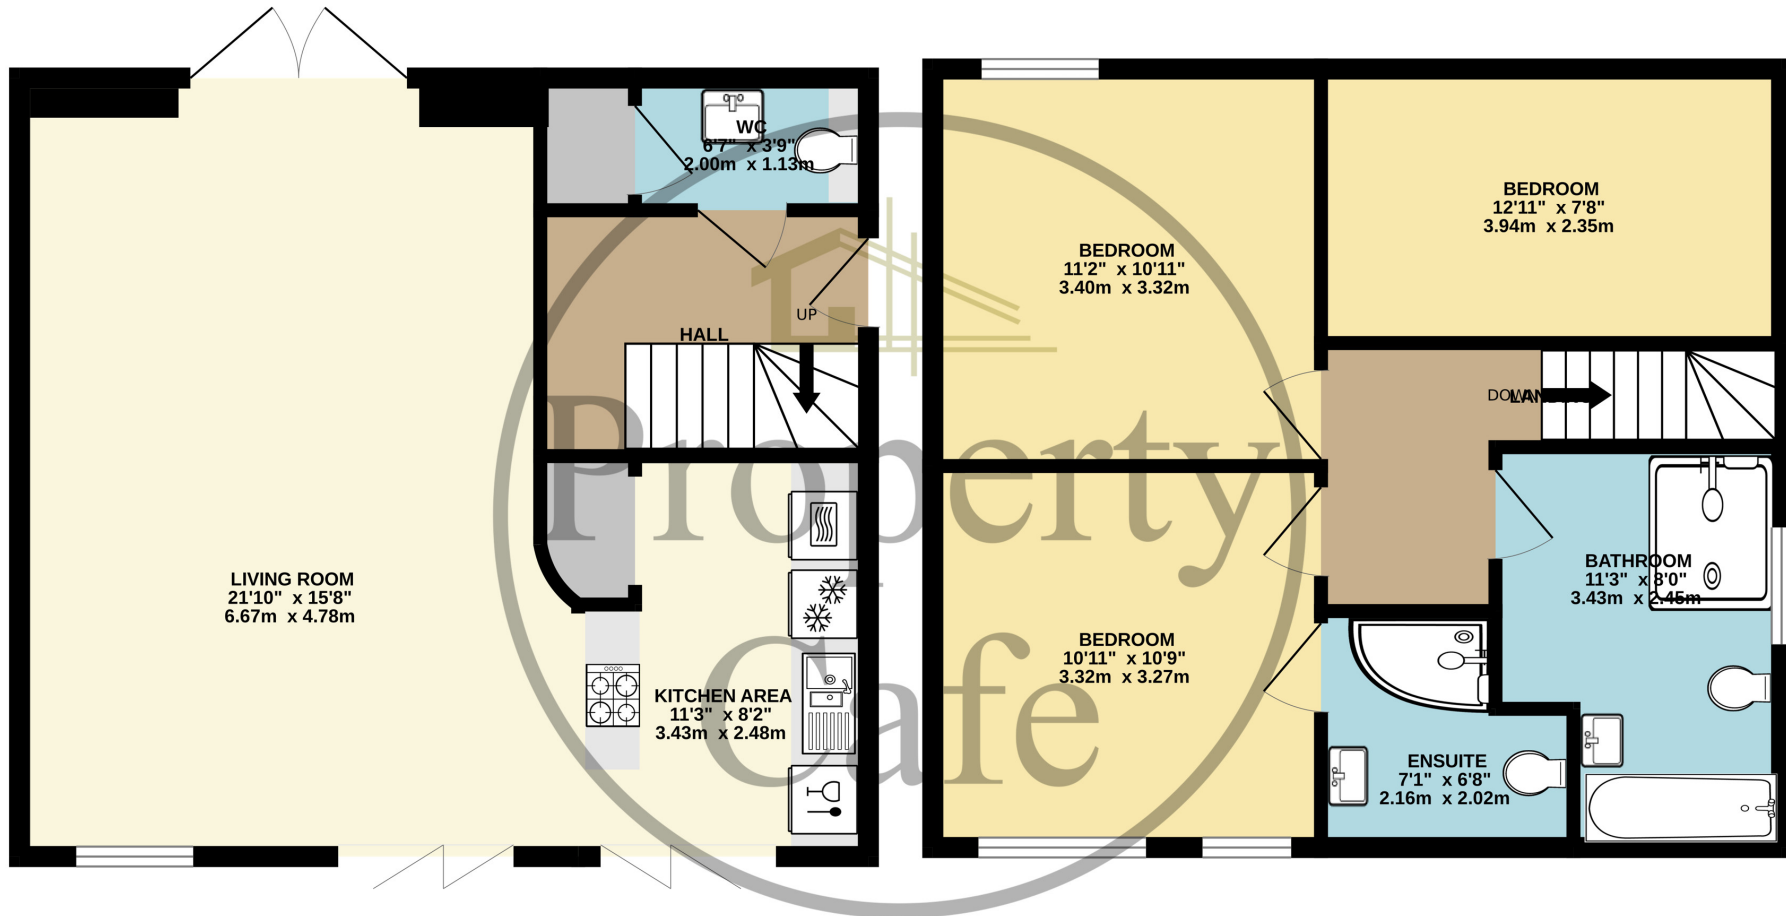 WC
6'7" x 3'9"
2.00m x 1.13m
UP
HALL
LIVING ROOM
21'10" x 15'8"
6.67m x 4.78m
KITCHEN AREA
11'3" x 8'2"
3.43m x 2.48m
BEDROOM
11'2" x 10'11"
3.40m x 3.32m
BEDROOM
12'11" x 7'8"
3.94m x 2.35m
DOWN
BATHROOM
11'3" x 8'0"
3.43m x 2.45m
BEDROOM
10'11" x 10'9"
3.32m x 3.27m
ENSUITE
7'1" x 6'8"
2.16m x 2.02m
Property
Cafe